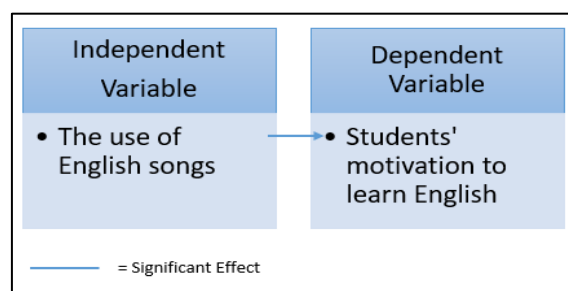 Independent
Variable
• The use of
English songs
Dependent
Variable
• Students'
motivation to
learn English
= Significant Effect